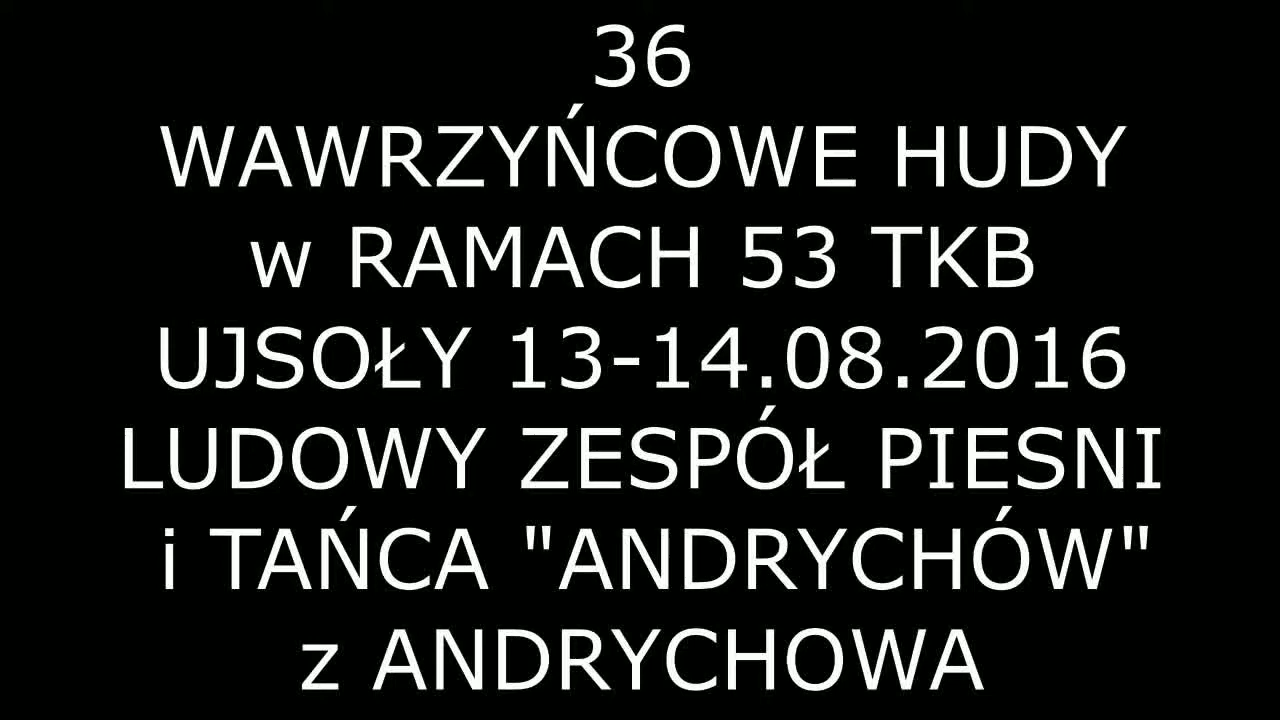 36
WAWRZYŃCOWE HUDY
w RAMACH 53 TKB
UJSOŁY 13-14.08.2016
LUDOWY ZESPÓŁ PIESNI
i TAŃCA "ANDRYCHÓW"
z ANDRYCHOWA